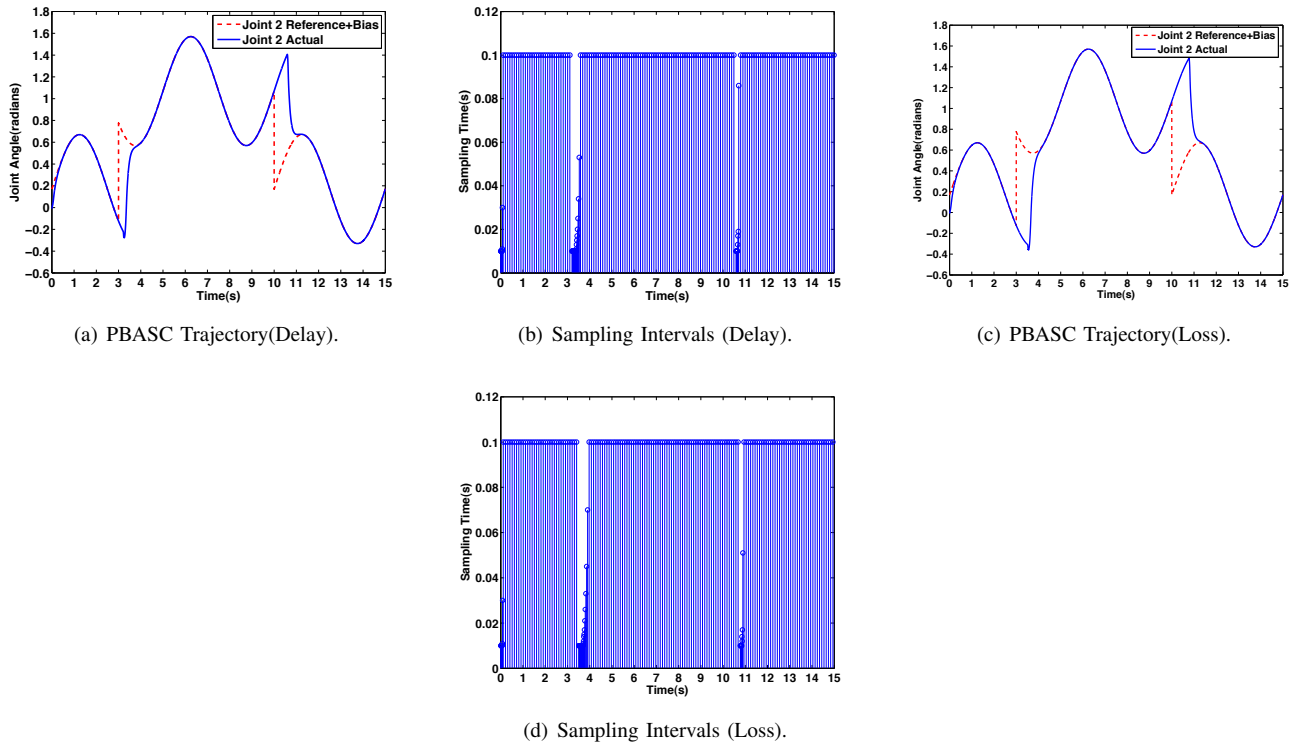 Joint 2 Reference+Bias
Joint 2 Actual
Joint Angle(radians)
1.8
1.6
1.4
1.2
1
0.8
0.6
0.4
0.2
0
−0.2
−0.4
−0.6
0 1 2 3 4 5 6 7 8 9 10 11 12 13 14 15
Time(s)
(a) PBASC Trajectory(Delay).
Sampling Time(s)
0.12
0.1
0.08
0.06
0.04
0.02
0
0 1 2 3 4 5 6 7 8 9 10 11 12 13 14 15
Time(s)
(b) Sampling Intervals (Delay).
Joint 2 Reference+Bias
Joint 2 Actual
Joint Angle(radians)
1.8
1.6
1.4
1.2
1
0.8
0.6
0.4
0.2
0
−0.2
−0.4
−0.6
0 1 2 3 4 5 6 7 8 9 10 11 12 13 14 15
Time(s)
(c) PBASC Trajectory(Loss).
Sampling Time(s)
0.12
0.1
0.08
0.06
0.04
0.02
0
0 1 2 3 4 5 6 7 8 9 10 11 12 13 14 15
Time(s)
(d) Sampling Intervals (Loss).